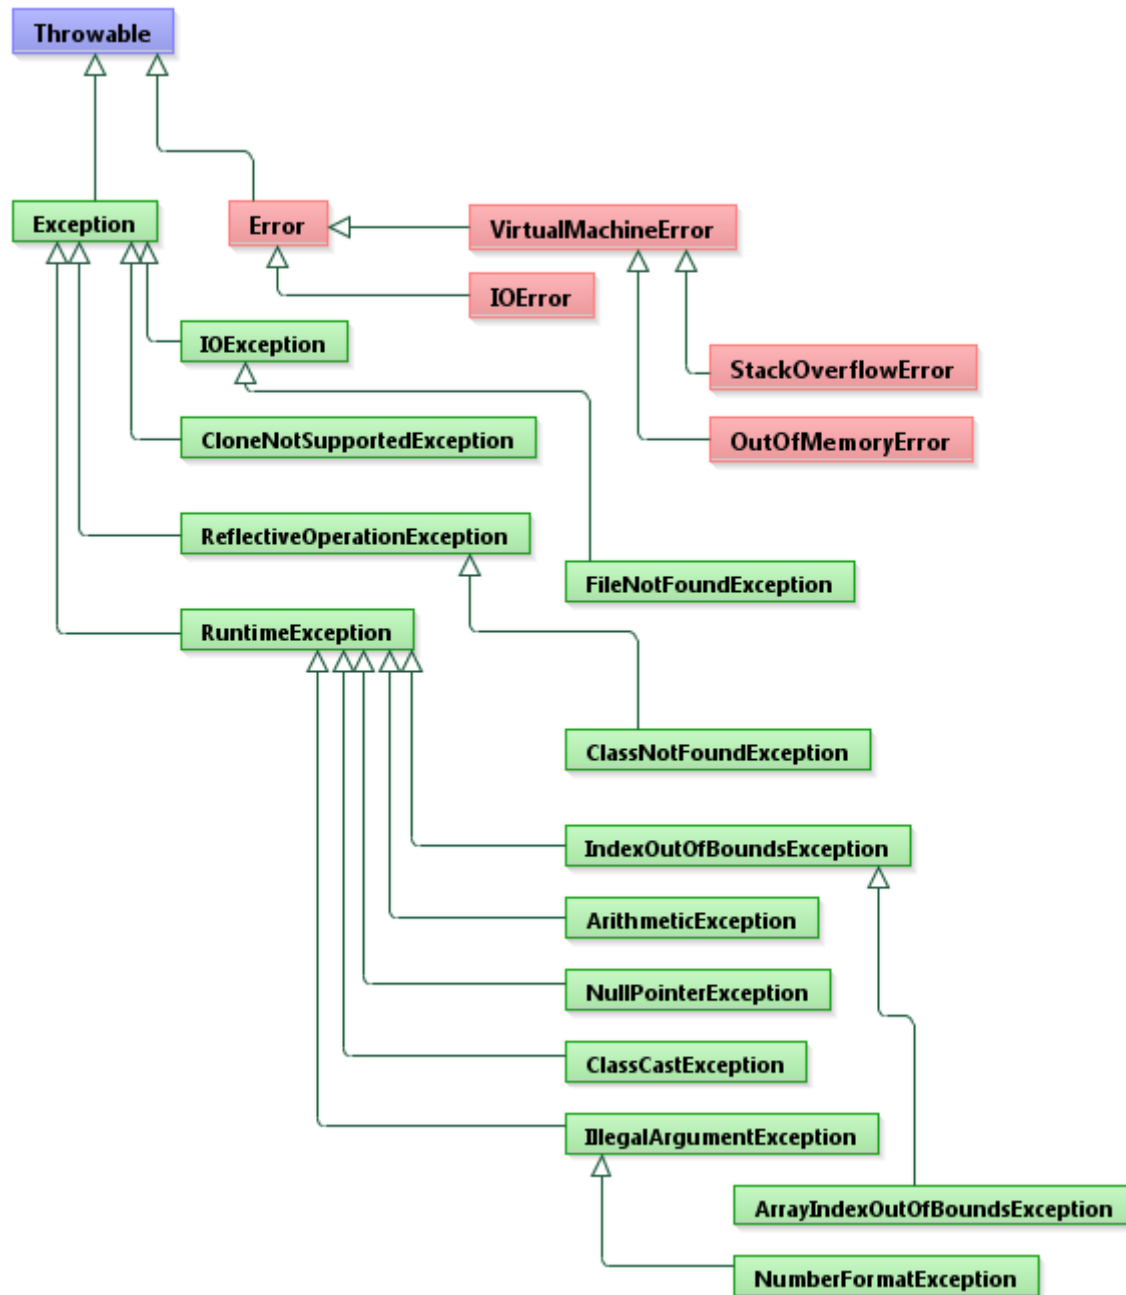 Throwable
Exception
Error
VirtualMachineError
IOError
IOException
StackOverflowError
CloneNotSupportedException
OutOfMemoryError
ReflectiveOperationException
FileNotFoundException
RuntimeException
ClassNotFoundException
IndexOutOfBoundsException
ArithmeticException
NullPointerException
ClassCastException
IllegalArgumentException
ArrayIndexOutOfBoundsException
NumberFormatException